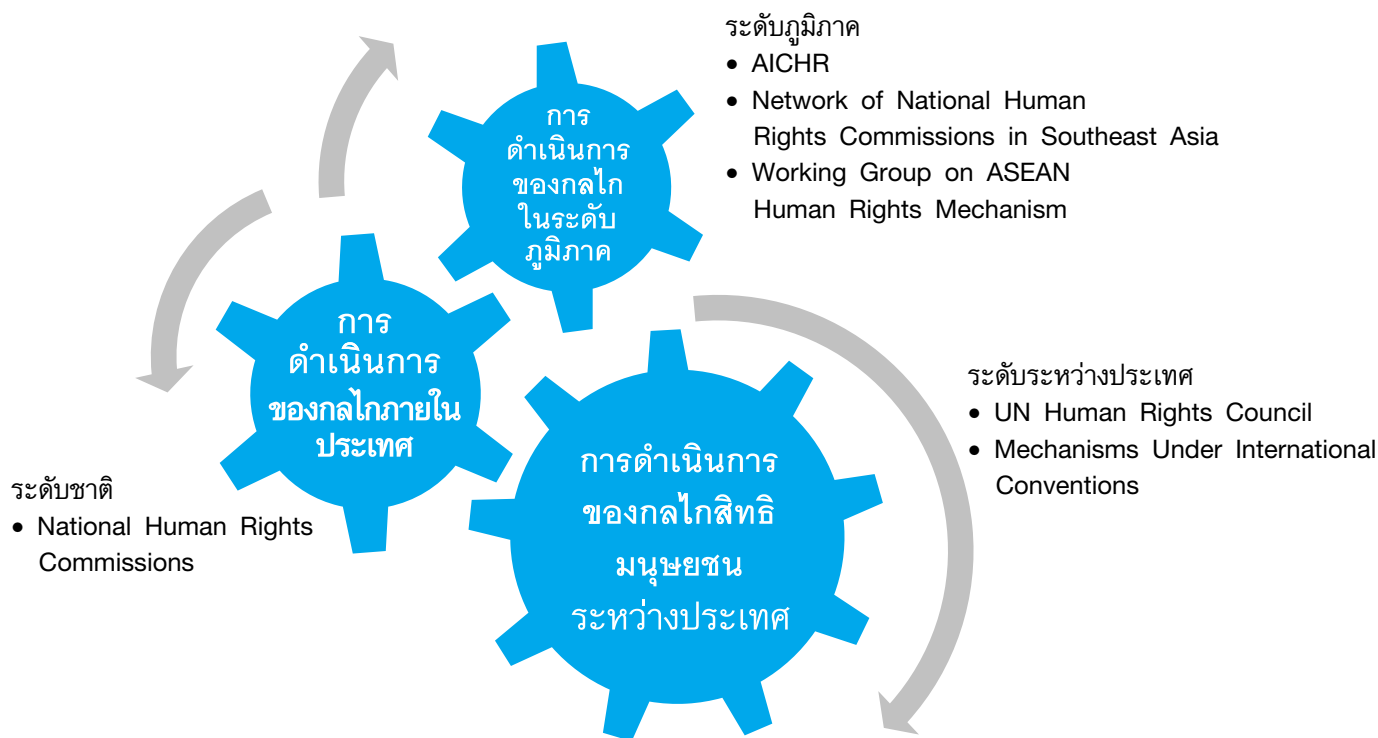 ระดับภูมิภาค
• AICHR
• Network of National Human
Rights Commissions in Southeast Asia
• Working Group on ASEAN
Human Rights Mechanism
การ
ดำเนินการ
ของกลไก
ในระดับ
ภูมิภาค
การ
ดำเนินการ
ของกลไกภายใน
ประเทศ
ระดับชาติ
• National Human Rights
Commissions
การดำเนินการ
ของกลไกสิทธิ
มนุษยชน
ระหว่างประเทศ
ระดับระหว่างประเทศ
• UN Human Rights Council
• Mechanisms Under International
Conventions